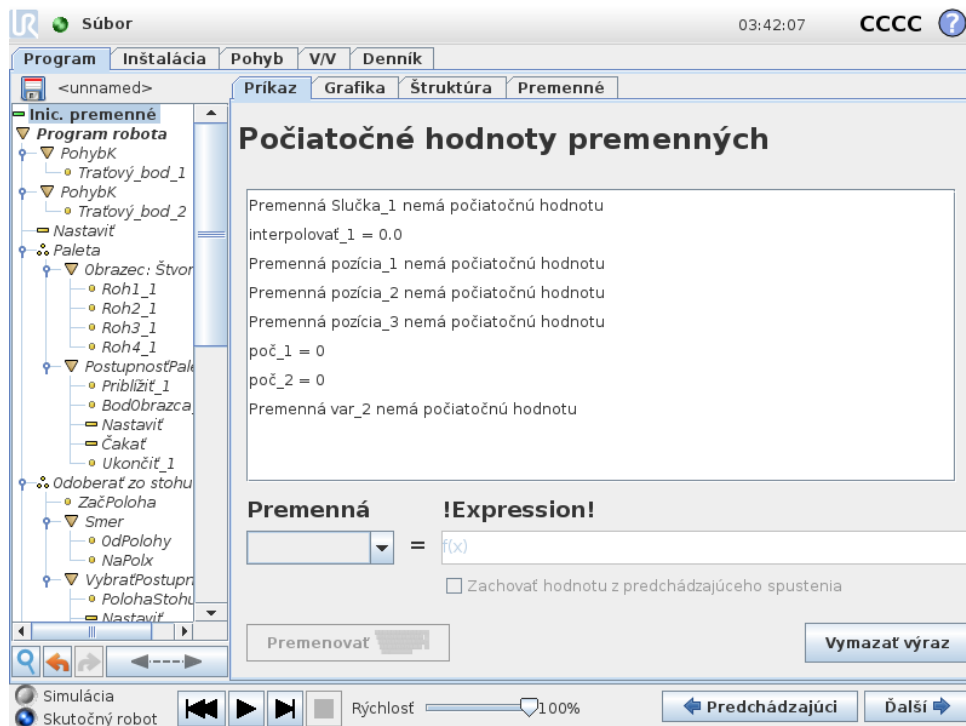 UR Súbor 03:42:07 CCCC ?
Program Inštalácia Pohyb V/V Denník
<unnamed> Príkaz Grafika Štruktúra Premenné
Inic. premenné
Program robota
PohybK
Traťový_bod_1
PohybK
Traťový_bod_2
Nastaviť
Paleta
Obrazec: Štvor
Roh1_1
Roh2_1
Roh3_1
Roh4_1
PostupnosťPale
Priblížiť_1
BodObrazca_
Nastaviť
Čakať
Ukončiť_1
Odoberať zo stohu
ZačPoloha
Smer
OdPolohy
NaPolx
VybraťPostupn
PolohaStohu
Nastaviť
Počiatočné hodnoty premenných
Premenná Slučka_1 nemá počiatočnú hodnotu
interpolovať_1 = 0.0
Premenná pozícia_1 nemá počiatočnú hodnotu
Premenná pozícia_2 nemá počiatočnú hodnotu
Premenná pozícia_3 nemá počiatočnú hodnotu
poč_1 = 0
poč_2 = 0
Premenná var_2 nemá počiatočnú hodnotu
Premenná !Expression!
= f(x)
Zachovať hodnotu z predchádzajúceho spustenia
Premenovať Vymazať výraz
Simulácia
Skutočný robot
Rýchlosť 100% Predchádzajúci Ďalší